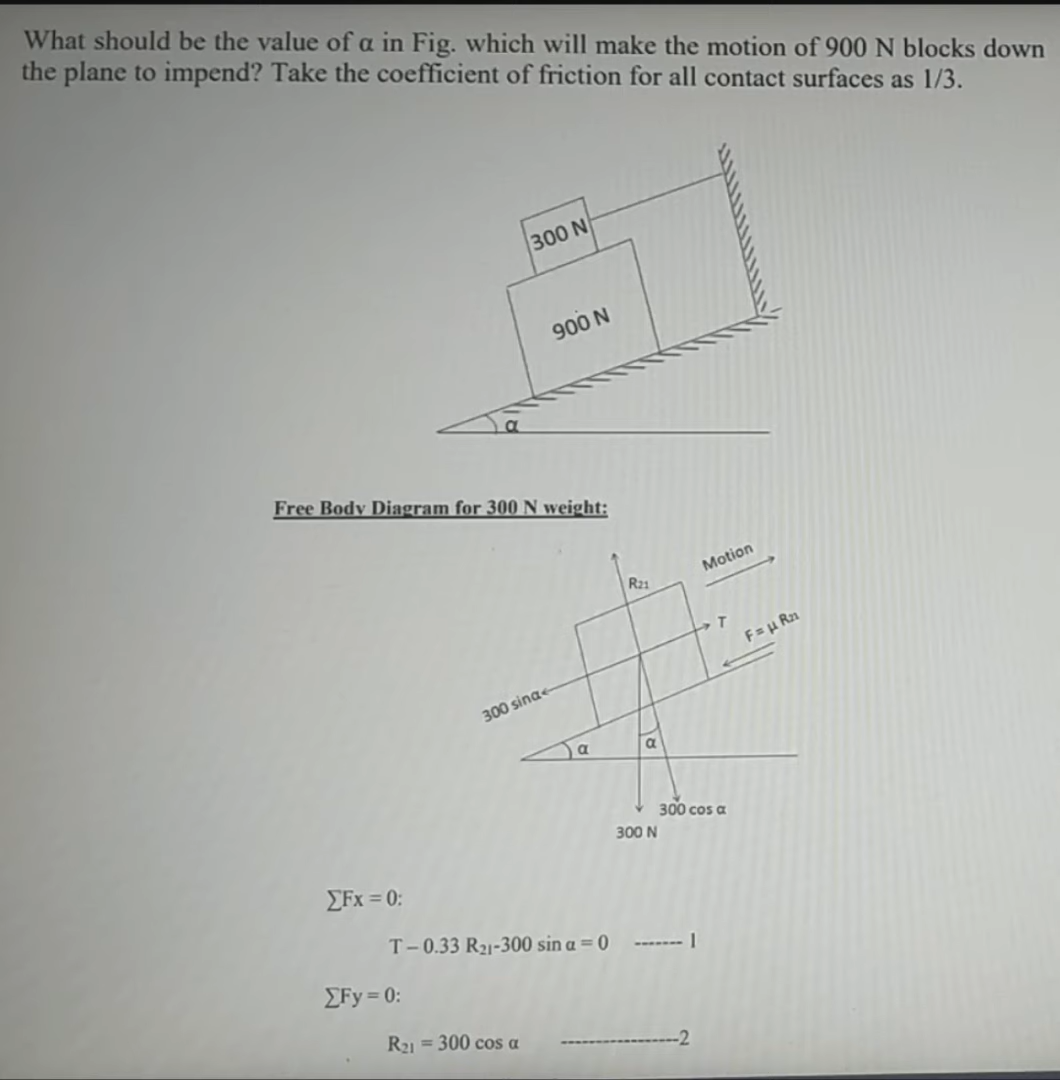 What should be the value of α in Fig. which will make the motion of 900 N blocks down
the plane to impend? Take the coefficient of friction for all contact surfaces as 1/3.
300 N
900 N
α
Free Body Diagram for 300 N weight:
Motion
R21
T
F = μ R21
300 sinα
α
α
300 cos α
300 N
∑Fx = 0:
T – 0.33 R21-300 sin α = 0 ------- 1
∑Fy = 0:
R21 = 300 cos α ------------------2